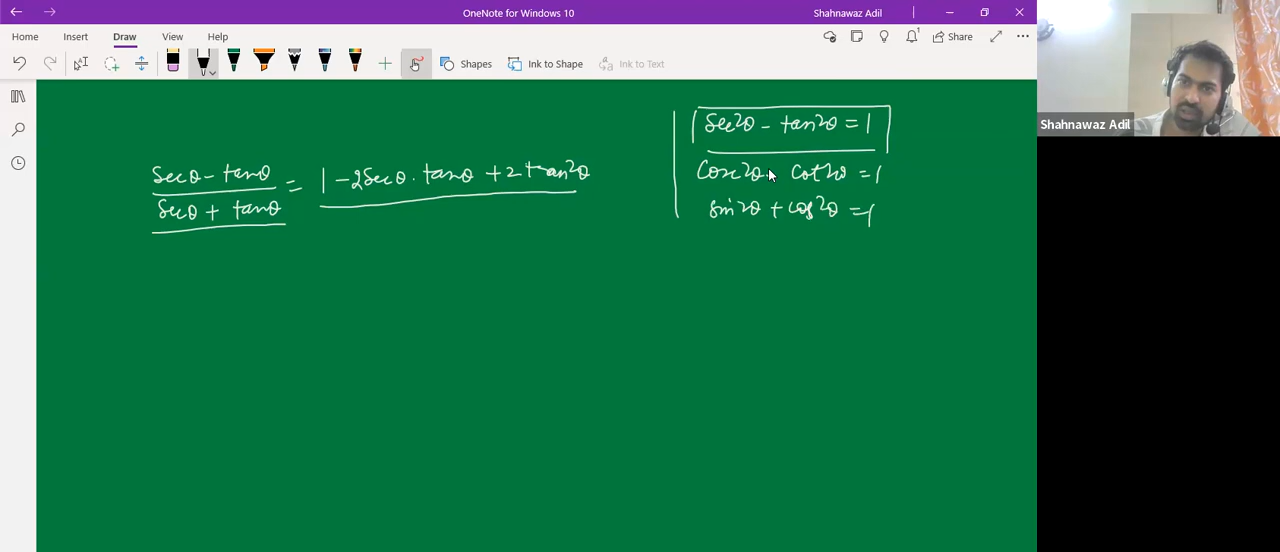 OneNote for Windows 10
Shahnawaz Adil
Home Insert Draw View Help
Share
Shapes Ink to Shape Ink to Text
Shahnawaz Adil
sec²θ - tan²θ = 1
secθ - tanθ
secθ + tanθ
= 1 - 2secθ · tanθ + 2 tan²θ
cosc²θ - cot²θ = 1
sin²θ + cos²θ = 1